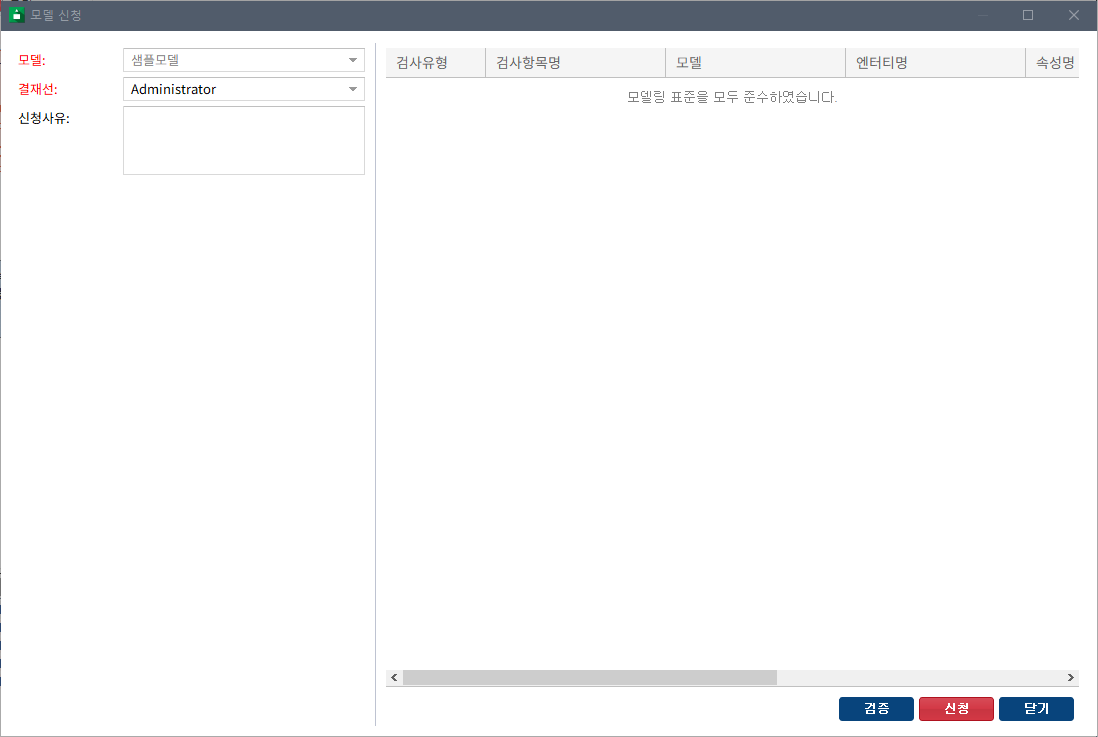 모델 신청
모델: 샘플모델
결재선: Administrator
신청사유:
검사유형 검사항목명 모델 엔터티명 속성명
모델링 표준을 모두 준수하였습니다.
검증 신청 닫기